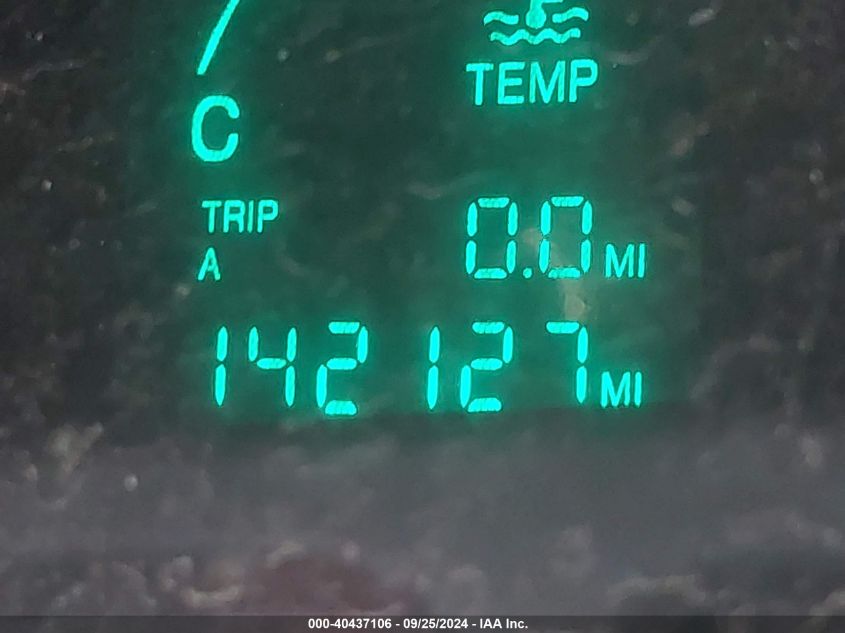 TEMP
C
TRIP
A
0.0 MI
142127 MI
000-40437106 - 09/25/2024 - IAA Inc.